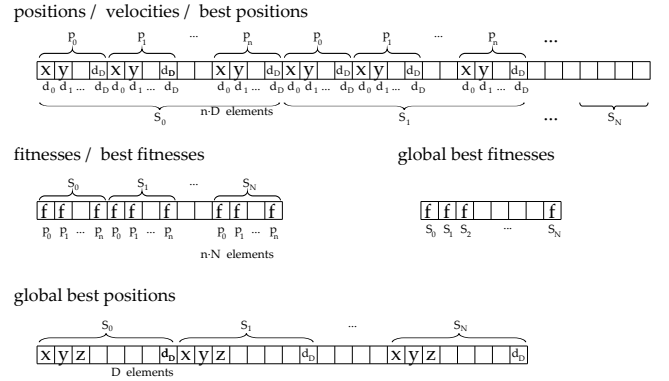 positions / velocities / best positions
p0 p1 ... pn p0 p1 ... pn ...
x y dD x y dD x y dD x y dD x y dD x y dD
d0 d1 ... dD d0 d1 ... dD d0 d1 ... dD d0 d1 ... dD d0 d1 ... dD d0 d1 ... dD
S0 n·D elements S1 ... SN
fitnesses / best fitnesses
S0 S1 ... SN
f f f f f f f f f
p0 p1 ... pn p0 p1 ... pn p0 p1 ... pn
n·N elements
global best fitnesses
f f f f
S0 S1 S2 ... SN
global best positions
S0 S1 ... SN
x y z dD x y z dD x y z dD
D elements